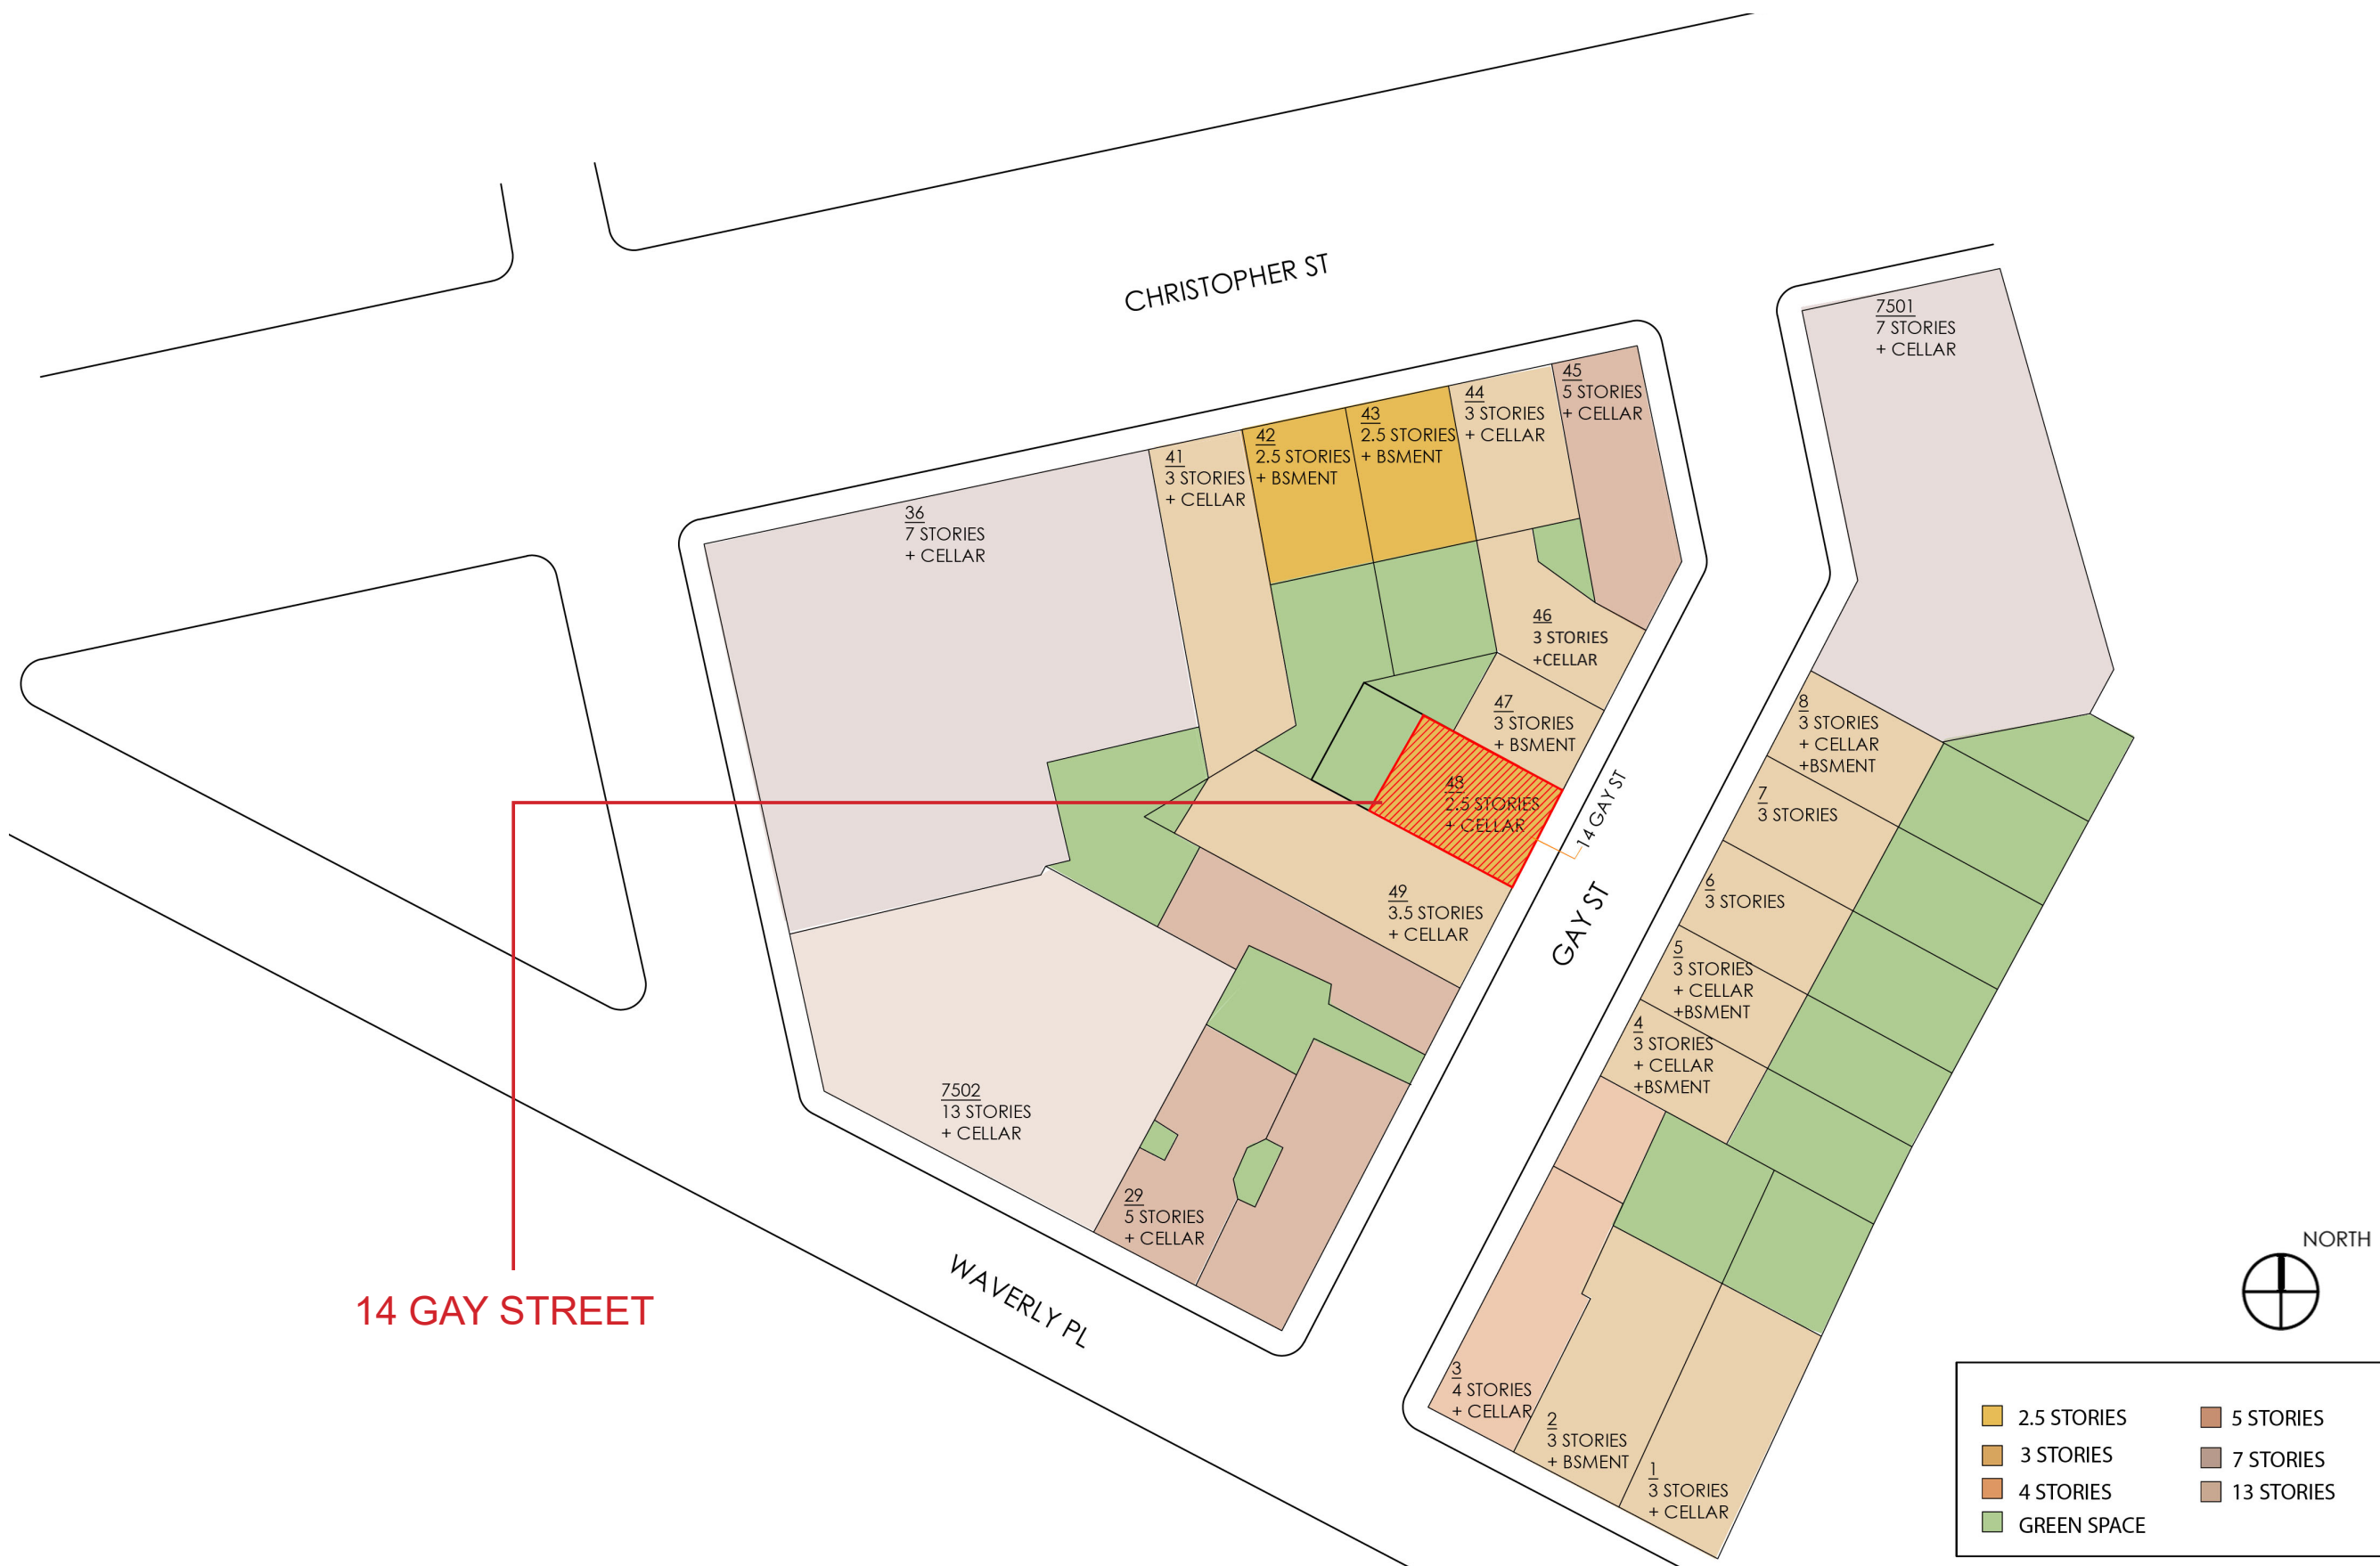 CHRISTOPHER ST
7501
7 STORIES
+ CELLAR
45
5 STORIES
+ CELLAR
44
3 STORIES
+ CELLAR
43
2.5 STORIES
+ BSMENT
42
2.5 STORIES
+ BSMENT
41
3 STORIES
+ CELLAR
36
7 STORIES
+ CELLAR
46
3 STORIES
+CELLAR
47
3 STORIES
+ BSMENT
48
2.5 STORIES
+ CELLAR
14 GAY ST
49
3.5 STORIES
+ CELLAR
GAY ST
8
3 STORIES
+ CELLAR
+BSMENT
7
3 STORIES
6
3 STORIES
5
3 STORIES
+ CELLAR
+BSMENT
4
3 STORIES
+ CELLAR
+BSMENT
7502
13 STORIES
+ CELLAR
29
5 STORIES
+ CELLAR
WAVERLY PL
14 GAY STREET
3
4 STORIES
+ CELLAR
2
3 STORIES
+ BSMENT
1
3 STORIES
+ CELLAR
NORTH
2.5 STORIES
3 STORIES
4 STORIES
GREEN SPACE
5 STORIES
7 STORIES
13 STORIES